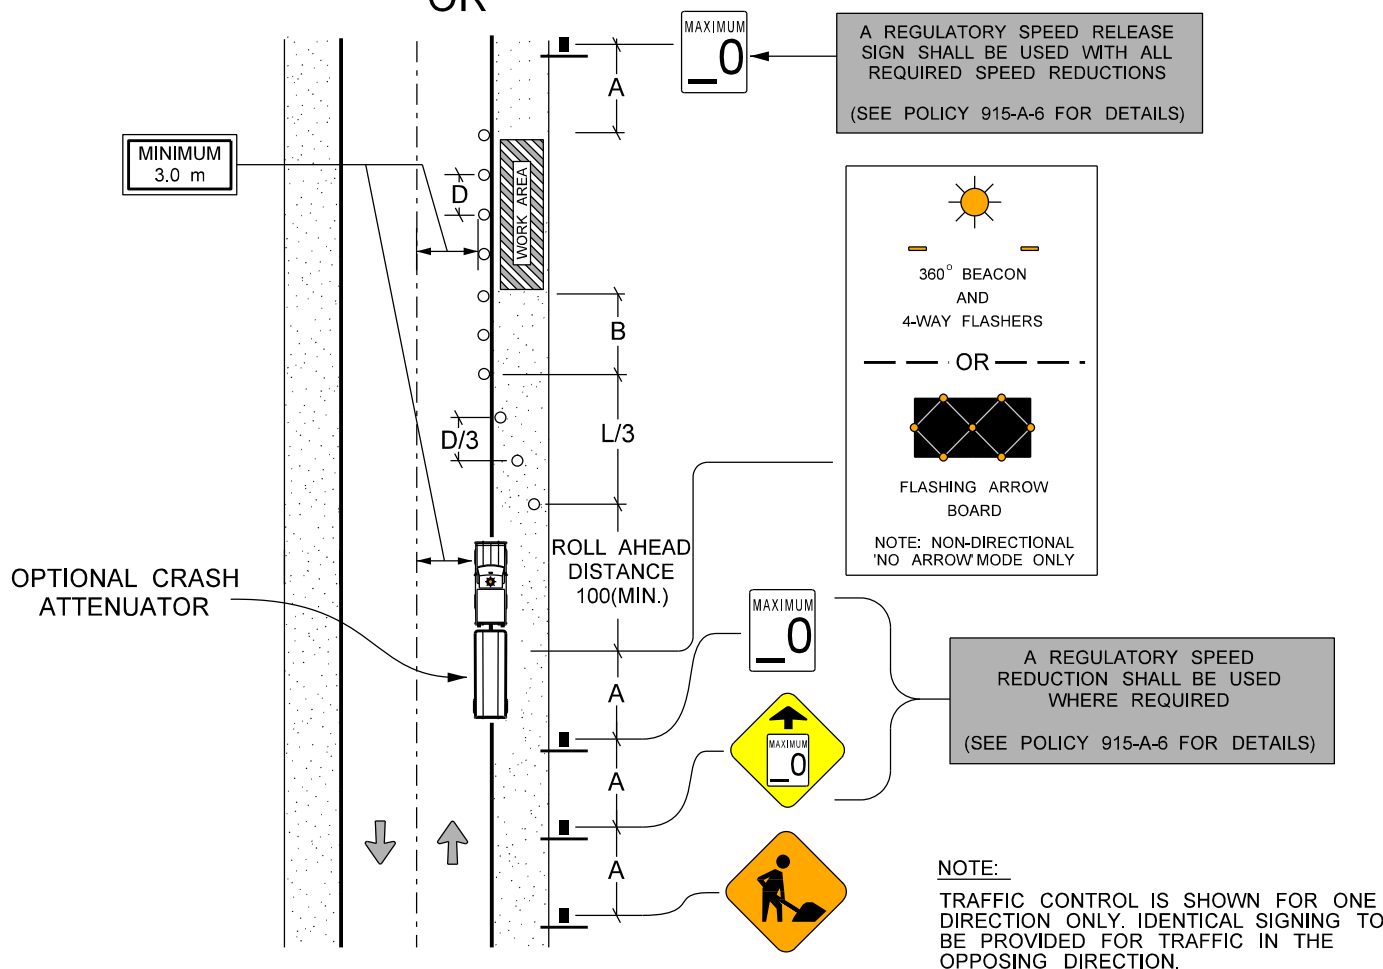 OR
MAXIMUM
_0
A REGULATORY SPEED RELEASE
SIGN SHALL BE USED WITH ALL
REQUIRED SPEED REDUCTIONS
(SEE POLICY 915-A-6 FOR DETAILS)
A
MINIMUM
3.0 m
D
WORK AREA
B
360° BEACON
AND
4-WAY FLASHERS
OR
FLASHING ARROW
BOARD
NOTE: NON-DIRECTIONAL
'NO ARROW' MODE ONLY
D/3
L/3
ROLL AHEAD
DISTANCE
100(MIN.)
OPTIONAL CRASH
ATTENUATOR
MAXIMUM
_0
A REGULATORY SPEED
REDUCTION SHALL BE USED
WHERE REQUIRED
(SEE POLICY 915-A-6 FOR DETAILS)
A
MAXIMUM
_0
A
A
NOTE:
TRAFFIC CONTROL IS SHOWN FOR ONE
DIRECTION ONLY. IDENTICAL SIGNING TO
BE PROVIDED FOR TRAFFIC IN THE
OPPOSING DIRECTION.